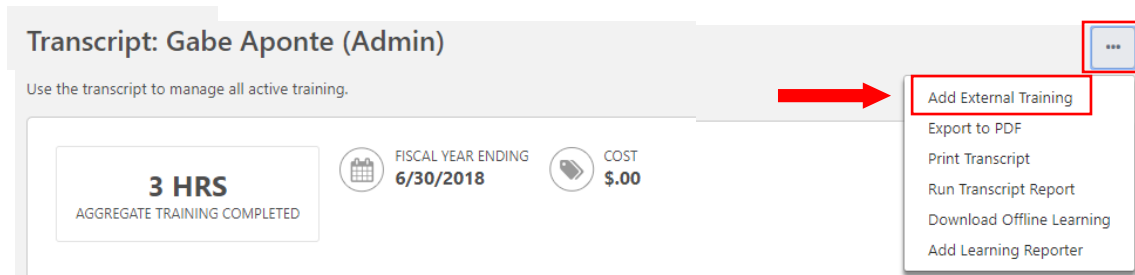 Transcript: Gabe Aponte (Admin)
Use the transcript to manage all active training.
3 HRS
AGGREGATE TRAINING COMPLETED
FISCAL YEAR ENDING
6/30/2018
COST
$.00
Add External Training
Export to PDF
Print Transcript
Run Transcript Report
Download Offline Learning
Add Learning Reporter